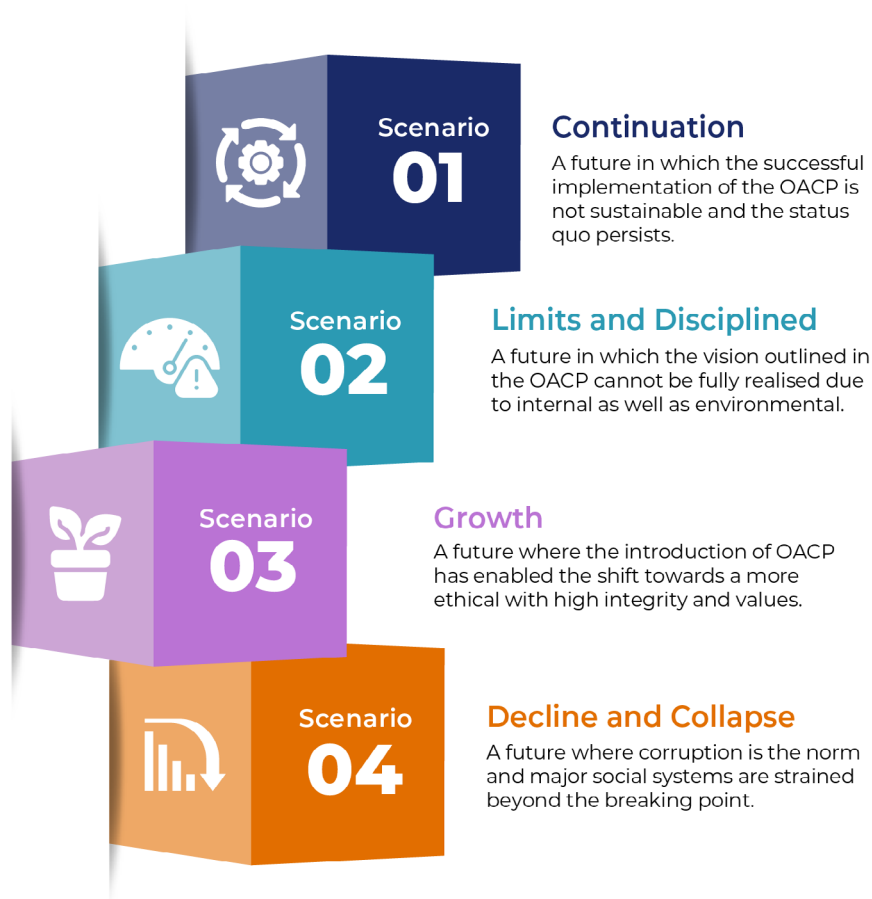 Scenario
01
Continuation
A future in which the successful
implementation of the OACP is
not sustainable and the status
quo persists.
Scenario
02
Limits and Disciplined
A future in which the vision outlined in
the OACP cannot be fully realised due
to internal as well as environmental.
Scenario
03
Growth
A future where the introduction of OACP
has enabled the shift towards a more
ethical with high integrity and values.
Scenario
04
Decline and Collapse
A future where corruption is the norm
and major social systems are strained
beyond the breaking point.